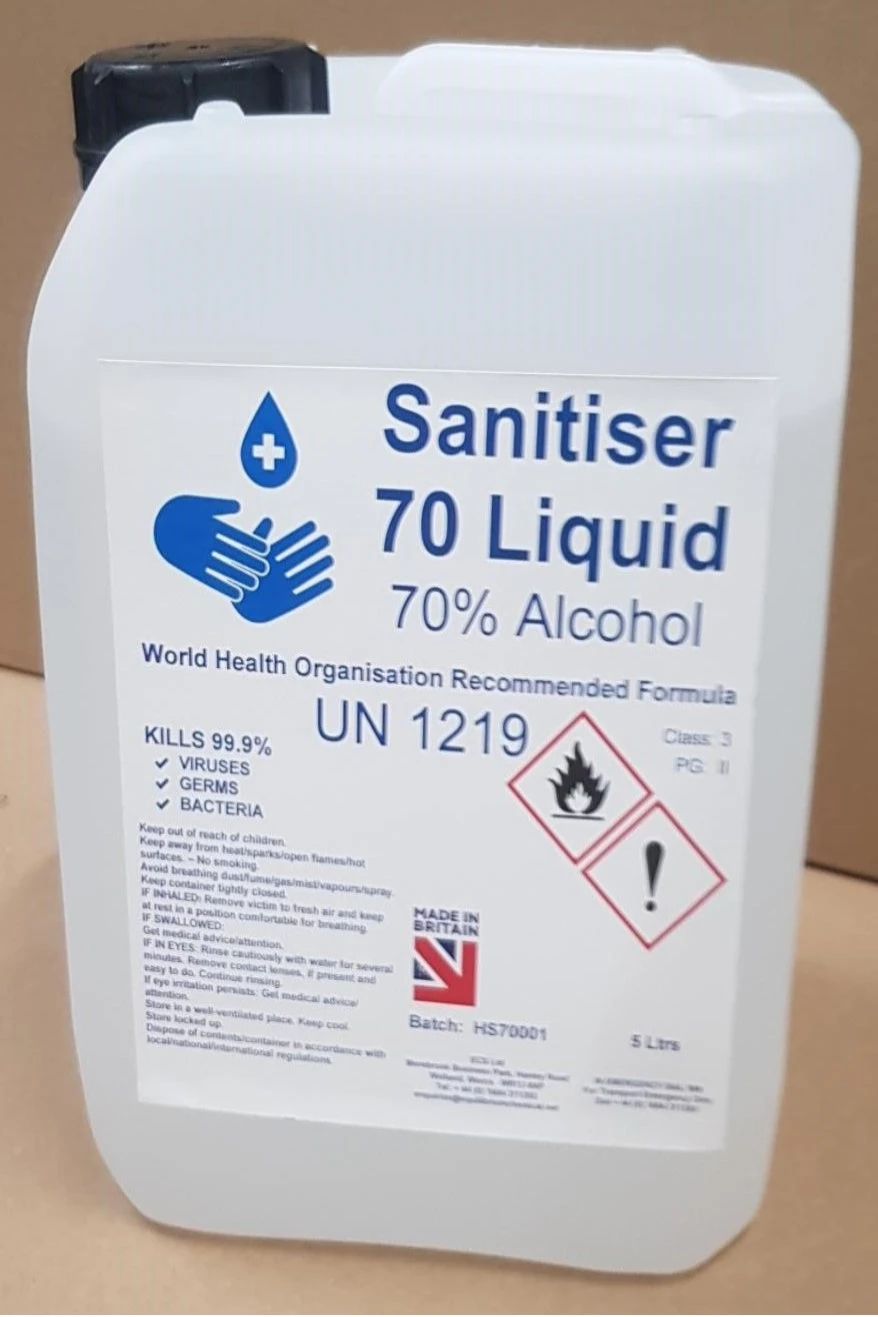 Sanitiser
70 Liquid
70% Alcohol
World Health Organisation Recommended Formula
UN 1219
Class: 3
PG: II
KILLS 99.9%
VIRUSES
GERMS
BACTERIA
Keep out of reach of children.
Keep away from heat/sparks/open flames/hot
surfaces. – No smoking.
Avoid breathing dust/fume/gas/mist/vapours/spray.
Keep container tightly closed.
IF INHALED: Remove victim to fresh air and keep
at rest in a position comfortable for breathing.
IF SWALLOWED:
Get medical advice/attention.
IF IN EYES: Rinse cautiously with water for several
minutes. Remove contact lenses, if present and
easy to do. Continue rinsing.
If eye irritation persists: Get medical advice/
attention.
Store in a well-ventilated place. Keep cool.
Store locked up.
Dispose of contents/container in accordance with
local/national/international regulations.
MADE IN
BRITAIN
Batch: HS70001
5 Ltrs
Business Park,